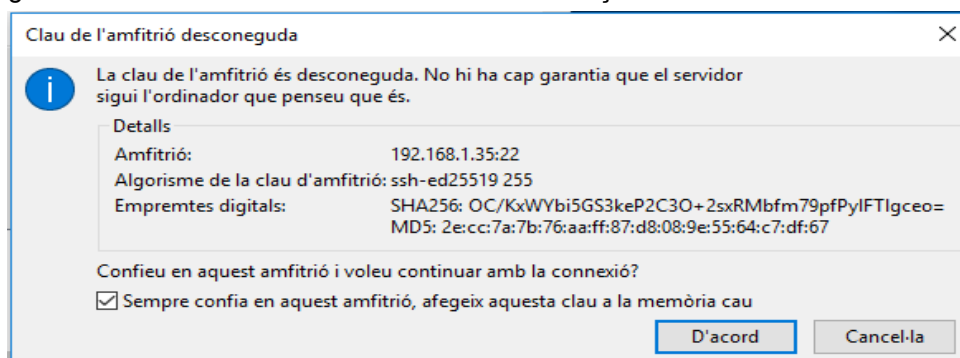 Clau de l'amfitrió desconeguda
La clau de l'amfitrió és desconeguda. No hi ha cap garantia que el servidor
sigui l'ordinador que penseu que és.
Detalls
Amfitrió: 192.168.1.35:22
Algorisme de la clau d'amfitrió: ssh-ed25519 255
Empremtes digitals: SHA256: OC/KxWYbi5GS3keP2C3O+2sxRMbfm79pfPyIFTIgceo=
MD5: 2e:cc:7a:7b:76:aa:ff:87:d8:08:9e:55:64:c7:df:67
Confieu en aquest amfitrió i voleu continuar amb la connexió?
Sempre confia en aquest amfitrió, afegeix aquesta clau a la memòria cau
D'acord Cancel·la